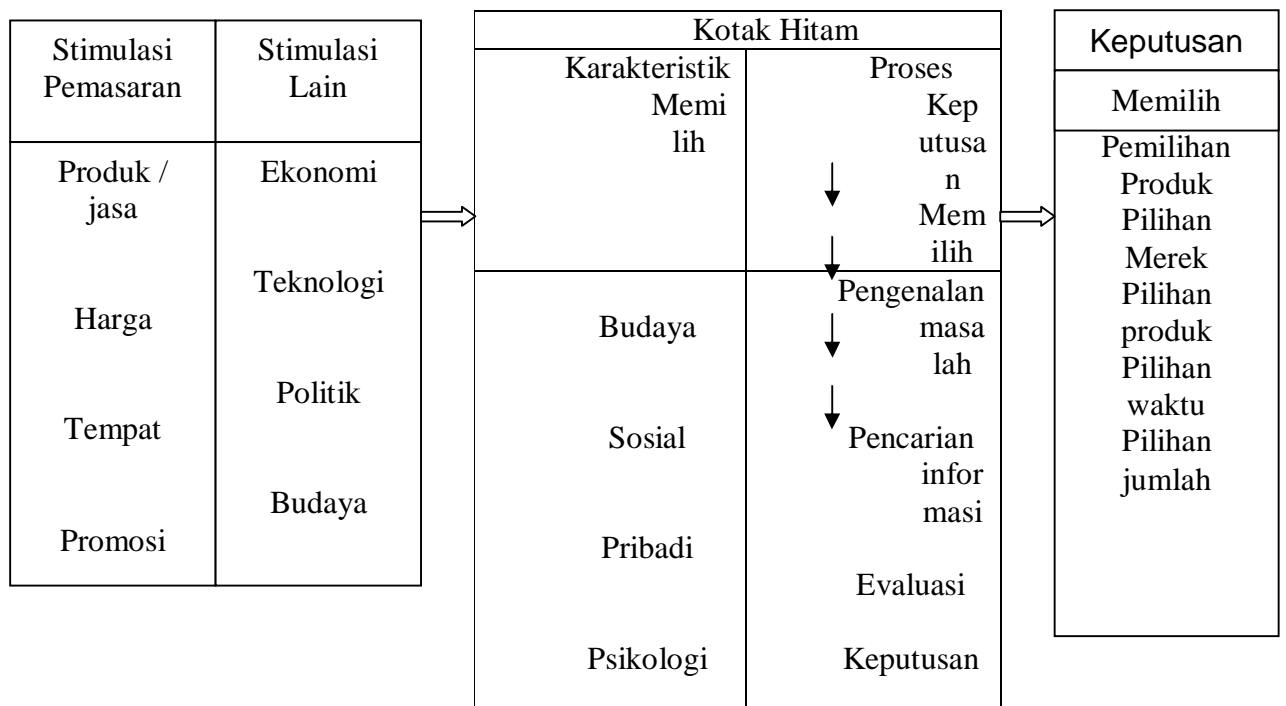 Stimulasi
Pemasaran
Produk /
jasa
Harga
Tempat
Promosi
Stimulasi
Lain
Ekonomi
Teknologi
Politik
Budaya
Kotak Hitam
Karakteristik
Memi
lih
Budaya
Sosial
Pribadi
Psikologi
Proses
Kep
utusa
n
Mem
ilih
Pengenalan
masa
lah
Pencarian
infor
masi
Evaluasi
Keputusan
Keputusan
Memilih
Pemilihan
Produk
Pilihan
Merek
Pilihan
produk
Pilihan
waktu
Pilihan
jumlah